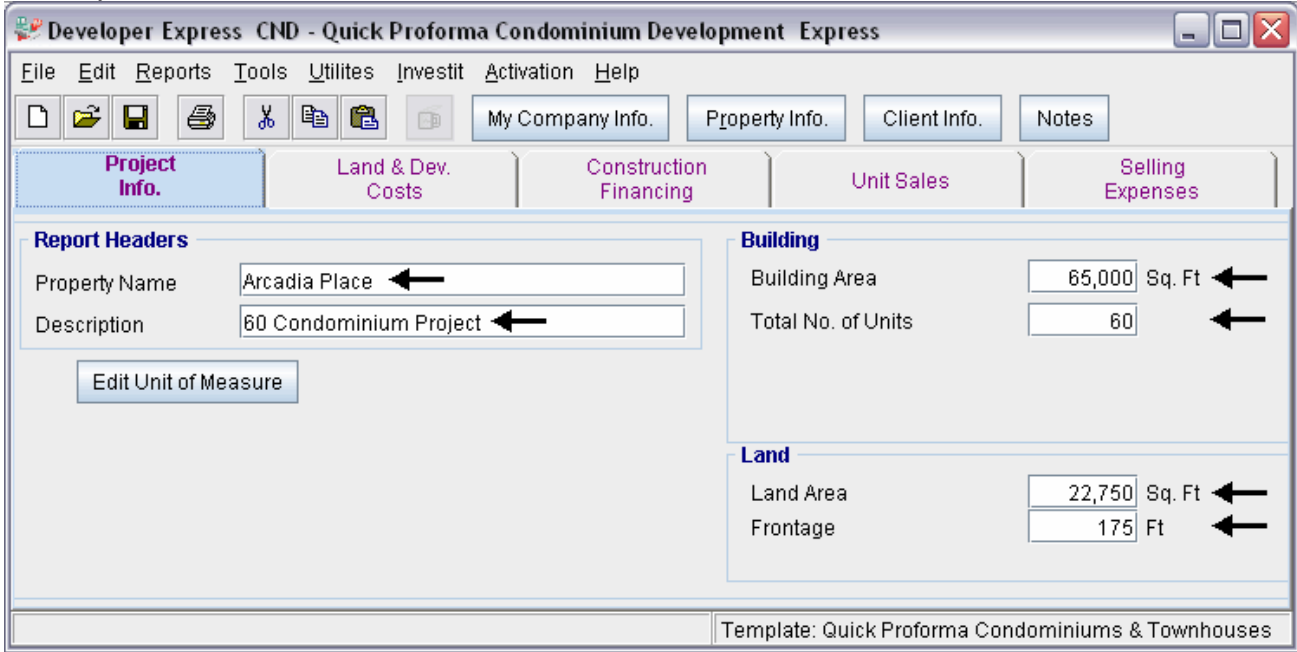 Developer Express CND - Quick Proforma Condominium Development Express
File Edit Reports Tools Utilites Investit Activation Help
My Company Info. Property Info. Client Info. Notes
Project Info.
Land & Dev. Costs
Construction Financing
Unit Sales
Selling Expenses
Report Headers
Property Name Arcadia Place
Description 60 Condominium Project
Edit Unit of Measure
Building
Building Area 65,000 Sq. Ft
Total No. of Units 60
Land
Land Area 22,750 Sq. Ft
Frontage 175 Ft
Template: Quick Proforma Condominiums & Townhouses